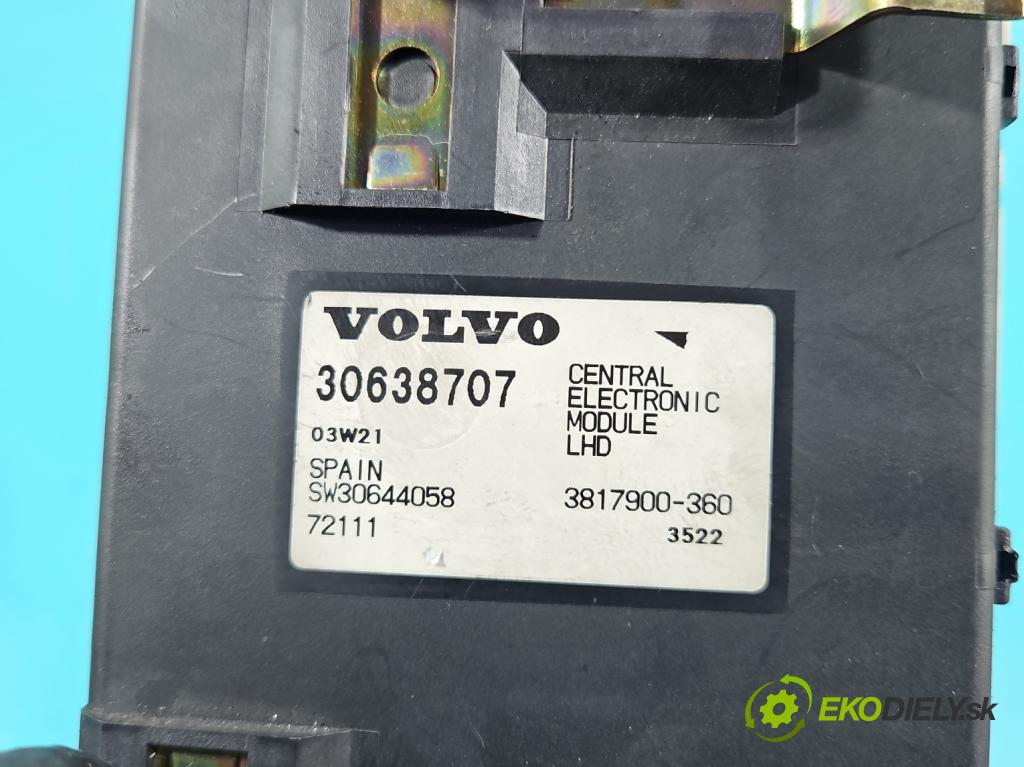 VOLVO
30638707
CENTRAL
ELECTRONIC
MODULE
LHD
03W21
SPAIN
SW30644058
3817900-360
72111
3522
EKODIELY.sk